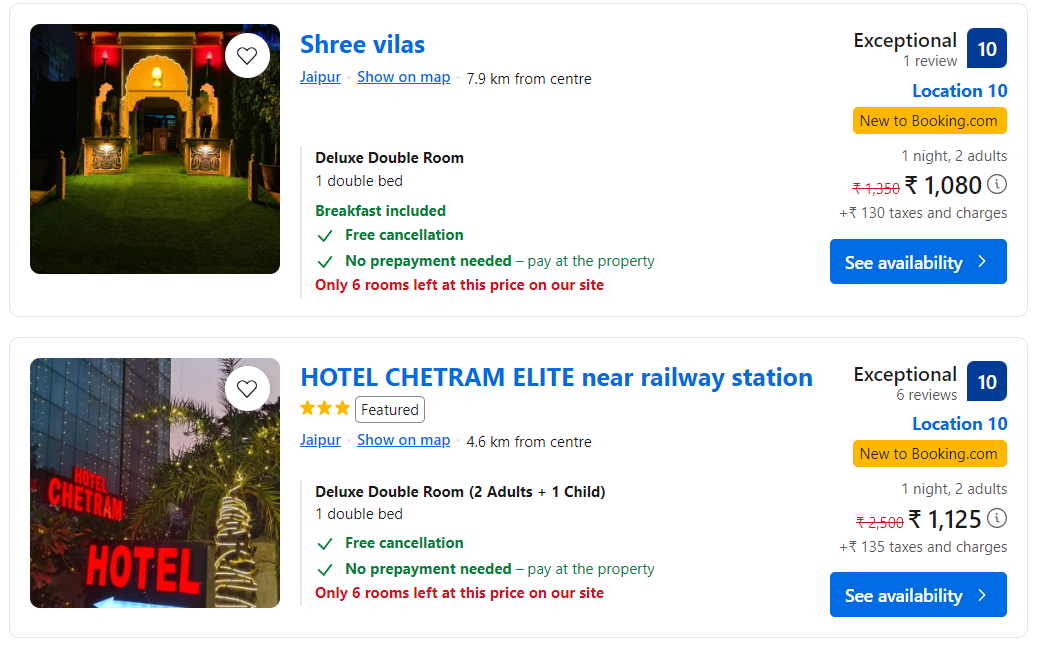 Shree vilas
Jaipur · Show on map · 7.9 km from centre
Exceptional 10
1 review
Location 10
New to Booking.com
Deluxe Double Room
1 double bed
Breakfast included
Free cancellation
No prepayment needed – pay at the property
Only 6 rooms left at this price on our site
1 night, 2 adults
₹ 1,350 ₹ 1,080
+₹ 130 taxes and charges
See availability
HOTEL
CHETRAM
HOTEL
HOTEL CHETRAM ELITE near railway station
Featured
Jaipur · Show on map · 4.6 km from centre
Exceptional 10
6 reviews
Location 10
New to Booking.com
Deluxe Double Room (2 Adults + 1 Child)
1 double bed
Free cancellation
No prepayment needed – pay at the property
Only 6 rooms left at this price on our site
1 night, 2 adults
₹ 2,500 ₹ 1,125
+₹ 135 taxes and charges
See availability